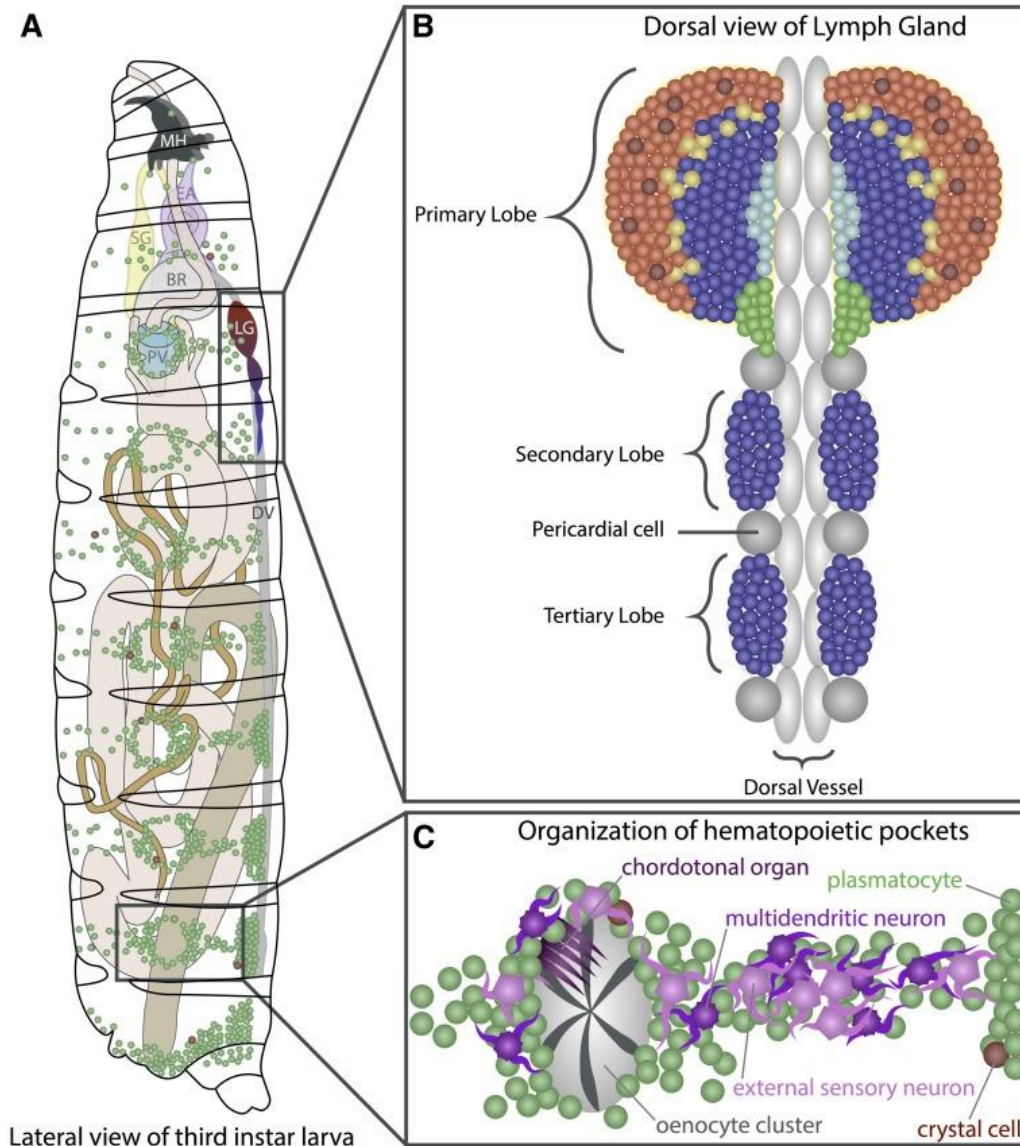 A
MH
EA
SG
BR
LG
PV
DV
Lateral view of third instar larva
B
Dorsal view of Lymph Gland
Primary Lobe
Secondary Lobe
Pericardial cell
Tertiary Lobe
Dorsal Vessel
C
Organization of hematopoietic pockets
chordotonal organ
plasmatocyte
multidendritic neuron
external sensory neuron
oenocyte cluster
crystal cell